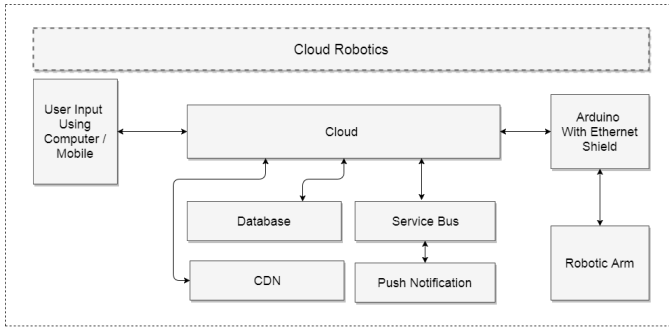 Cloud Robotics
User Input
Using
Computer /
Mobile
Cloud
Arduino
With Ethernet
Shield
Database
Service Bus
CDN
Push Notification
Robotic Arm